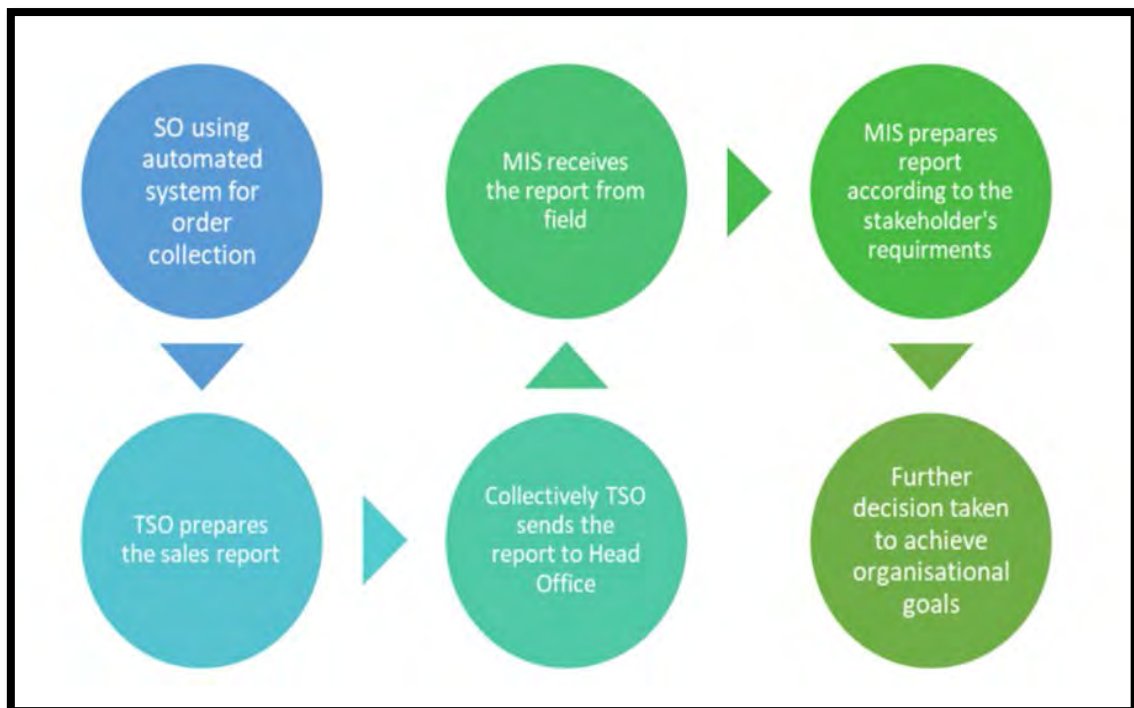 SO using
automated
system for
order
collection
TSO prepares
the sales report
Collectively TSO
sends the
report to Head
Office
MIS receives
the report from
field
MIS prepares
report
according to the
stakeholder's
requirments
Further
decision taken
to achieve
organisational
goals